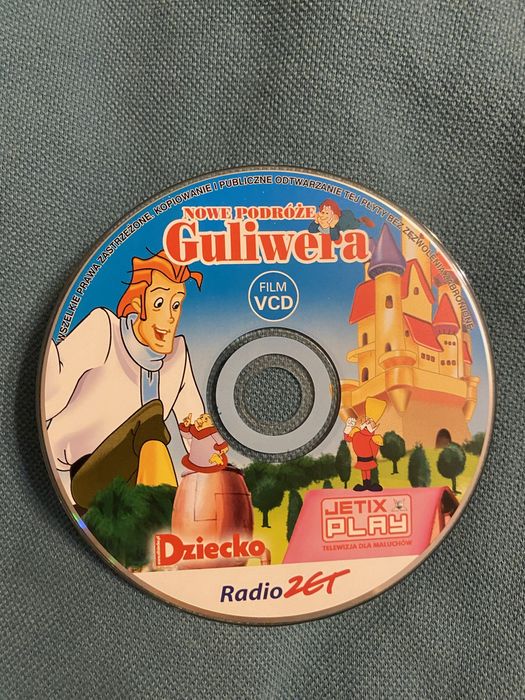 WSZELKIE PRAWA ZASTRZEŻONE. KOPIOWANIE I PUBLICZNE ODTWARZANIE TEJ PŁYTY BEZ ZEZWOLENIA ZABRONIONE.
NOWE PODRÓŻE
Guliwera
FILM
VCD
JETIX
PLAY
TELEWIZJA DLA MALUCHÓW
Dziecko
Radio ZET